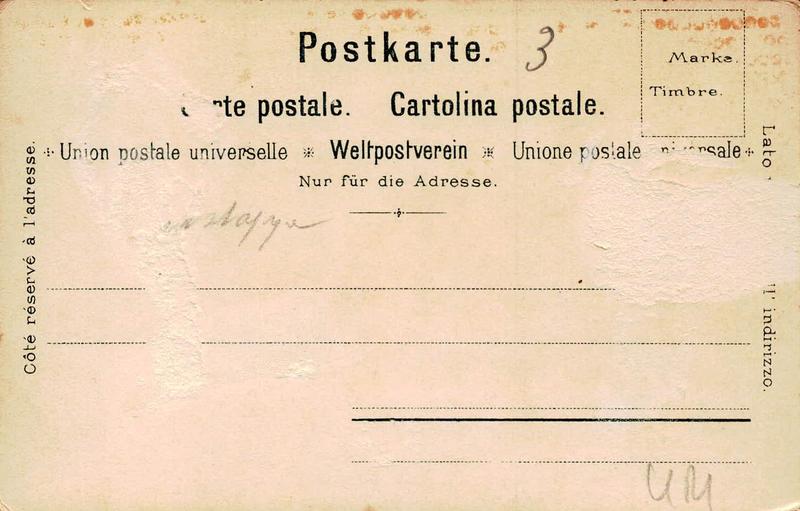 Postkarte. 3
rte postale. Cartolina postale.
Union postale universelle Weltpostverein Unione postale
Nur für die Adresse.
Marke.
Timbre.
Côté réservé à l'adresse.
Lato ll' indirizzo.